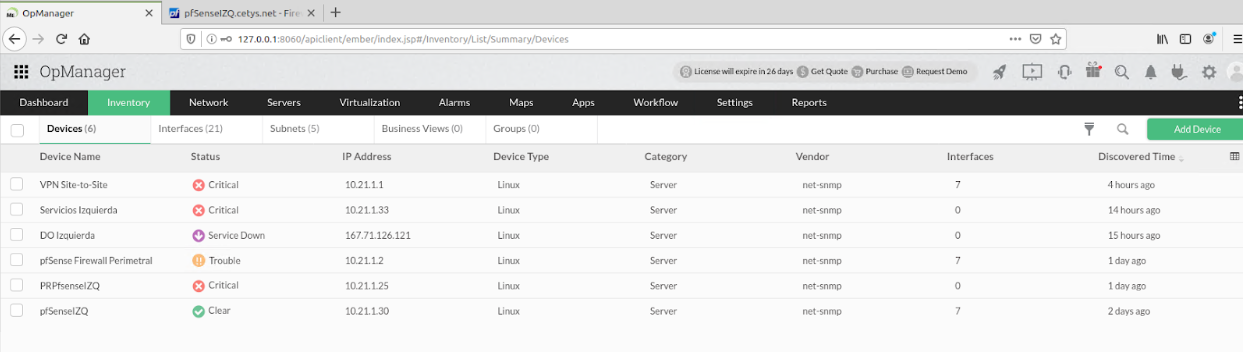 OpManager
pfSenseIZQ.cetys.net - Fire
127.0.0.1:8060/apiclient/ember/index.jsp#/Inventory/List/Summary/Devices
OpManager License will expire in 26 days Get Quote Purchase Request Demo
Dashboard Inventory Network Servers Virtualization Alarms Maps Apps Workflow Settings Reports
Devices (6) Interfaces (21) Subnets (5) Business Views (0) Groups (0) Add Device
Device Name Status IP Address Device Type Category Vendor Interfaces Discovered Time
VPN Site-to-Site Critical 10.21.1.1 Linux Server net-snmp 7 4 hours ago
Servicios Izquierda Critical 10.21.1.33 Linux Server net-snmp 0 14 hours ago
DO Izquierda Service Down 167.71.126.121 Linux Server net-snmp 0 15 hours ago
pfSense Firewall Perimetral Trouble 10.21.1.2 Linux Server net-snmp 7 1 day ago
PRPfsenseIZQ Critical 10.21.1.25 Linux Server net-snmp 0 1 day ago
pfSenseIZQ Clear 10.21.1.30 Linux Server net-snmp 7 2 days ago